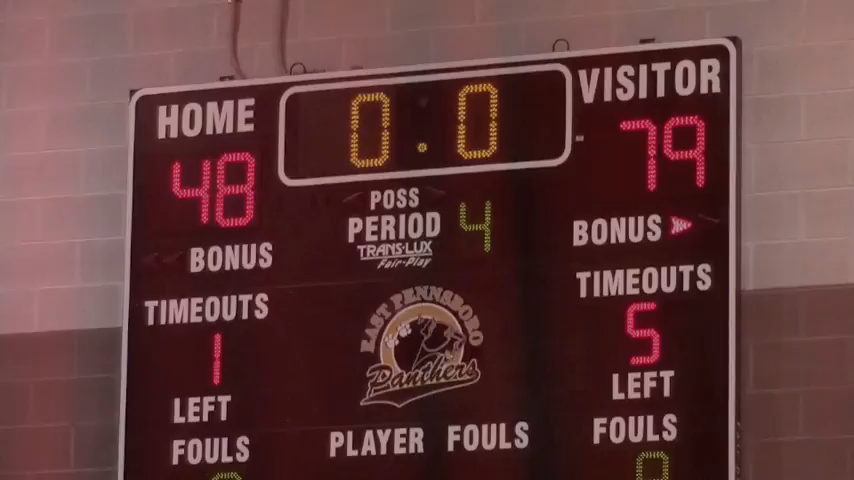 HOME 0.0 VISITOR
48 79
POSS
PERIOD 4
TRANS-LUX
Fair-Play
BONUS BONUS
TIMEOUTS TIMEOUTS
1 5
EAST PENNSBORO
Panthers
LEFT LEFT
FOULS PLAYER FOULS FOULS